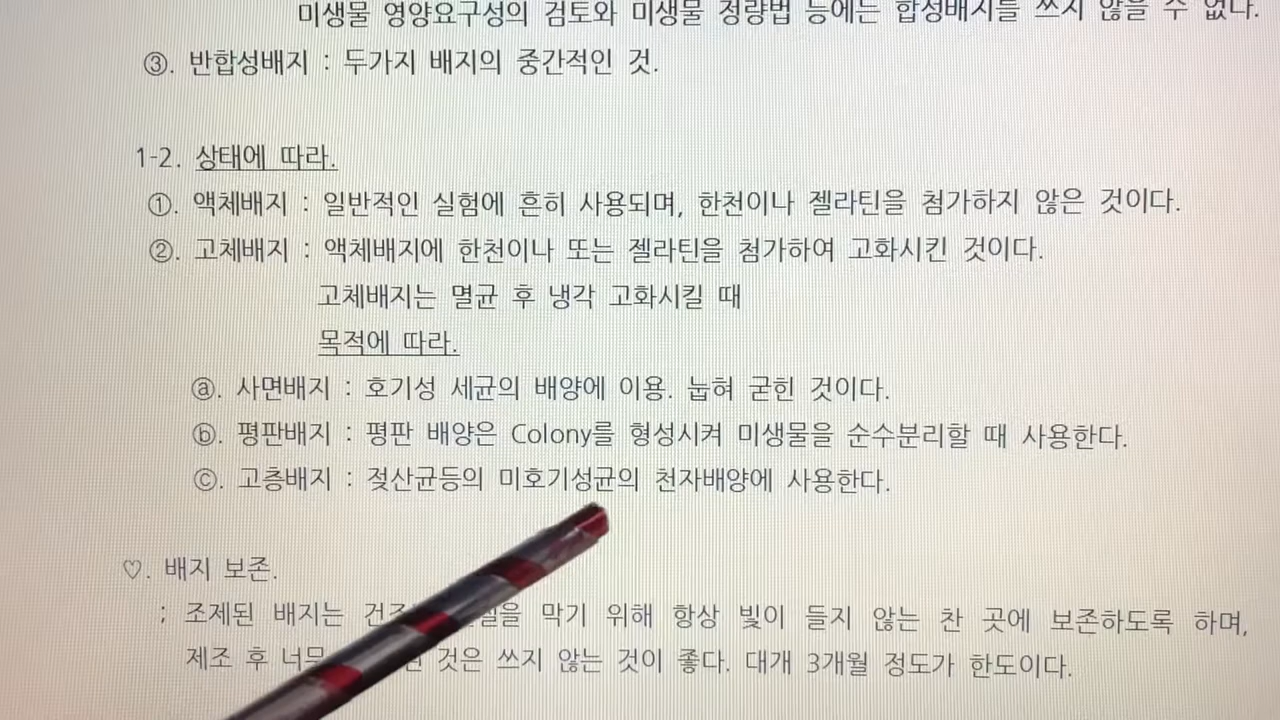 미생물 영양요구성의 검토와 미생물 정량법 등에는 합성배지를 쓰지 않을 수 없다.
③. 반합성배지 : 두가지 배지의 중간적인 것.
1-2. 상태에 따라.
①. 액체배지 : 일반적인 실험에 흔히 사용되며, 한천이나 젤라틴을 첨가하지 않은 것이다.
②. 고체배지 : 액체배지에 한천이나 또는 젤라틴을 첨가하여 고화시킨 것이다.
고체배지는 멸균 후 냉각 고화시킬 때
목적에 따라.
ⓐ. 사면배지 : 호기성 세균의 배양에 이용. 눕혀 굳힌 것이다.
ⓑ. 평판배지 : 평판 배양은 Colony를 형성시켜 미생물을 순수분리할 때 사용한다.
ⓒ. 고층배지 : 젖산균등의 미호기성균의 천자배양에 사용한다.
♡. 배지 보존.
; 조제된 배지는 막기 위해 항상 빛이 들지 않는 찬 곳에 보존하도록 하며,
제조 후 너무 것은 쓰지 않는 것이 좋다. 대개 3개월 정도가 한도이다.